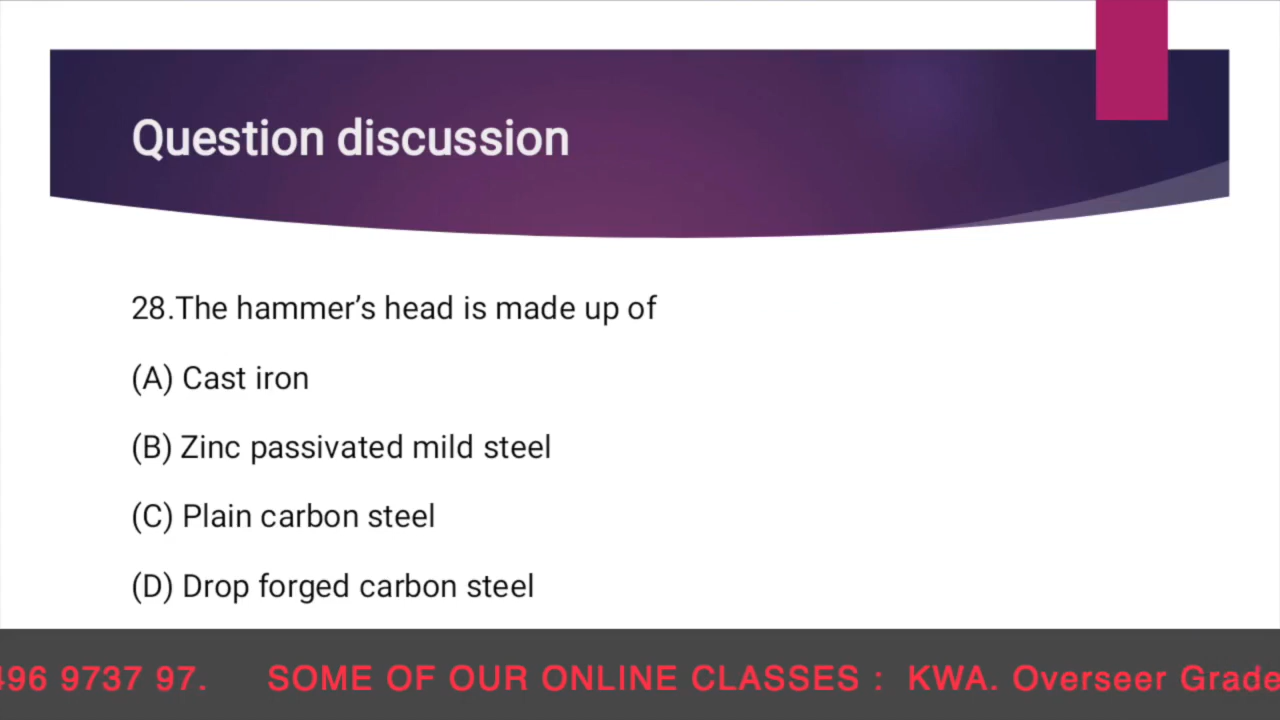 Question discussion
28.The hammer’s head is made up of
(A) Cast iron
(B) Zinc passivated mild steel
(C) Plain carbon steel
(D) Drop forged carbon steel
496 9737 97. SOME OF OUR ONLINE CLASSES : KWA. Overseer Grade